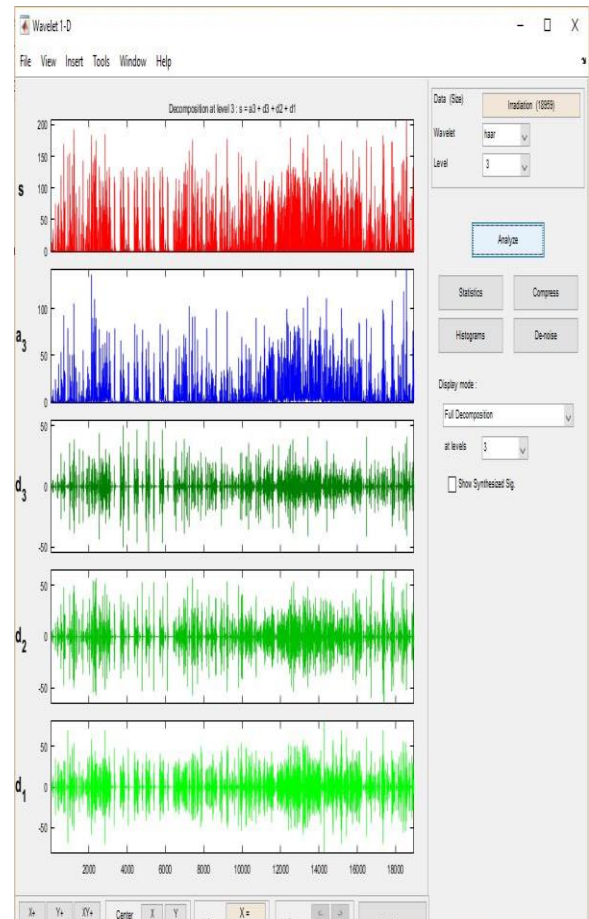 Wavelet 1-D
File View Insert Tools Window Help
Decomposition at level 3 : s = a3 + d3 + d2 + d1
s
200
150
100
50
0
a3
100
50
0
d3
50
0
-50
d2
50
0
-50
d1
50
0
-50
2000 4000 6000 8000 10000 12000 14000 16000 18000
Data (Size) Irradiation (18959)
Wavelet haar
Level 3
Analyze
Statistics Compress
Histograms De-noise
Display mode :
Full Decomposition
at levels 3
Show Synthesized Sig.
X+ Y+ XY+ Center X Y X =